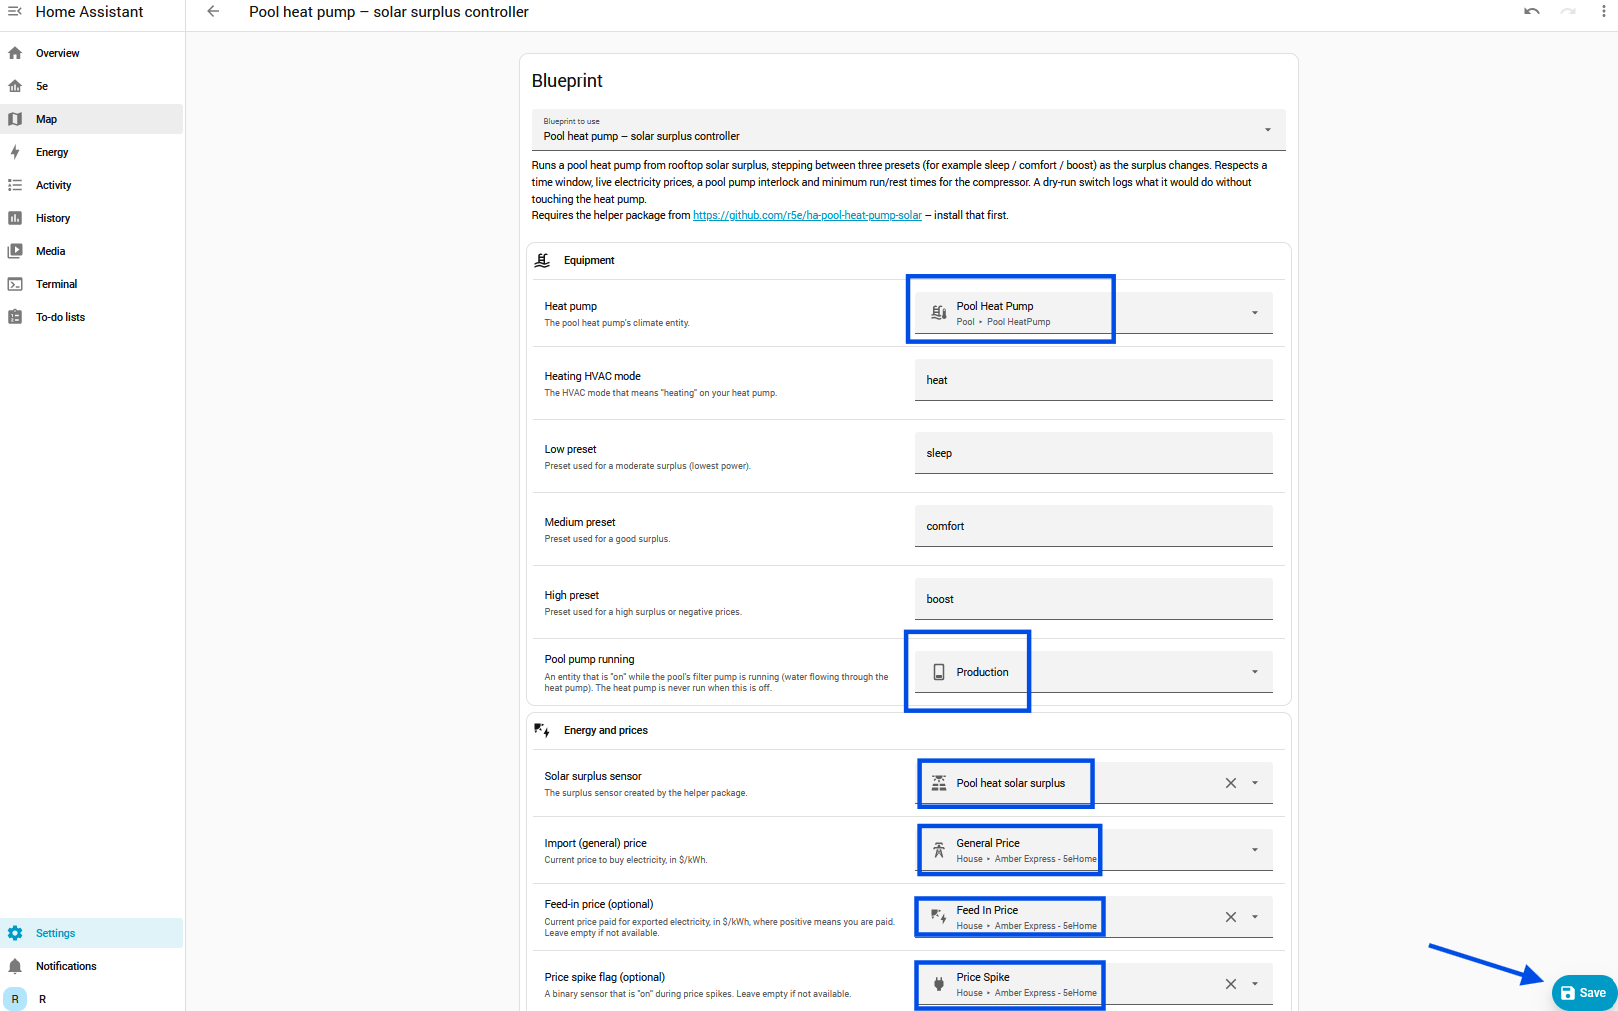 Home Assistant
Pool heat pump – solar surplus controller
Overview
5e
Map
Energy
Activity
History
Media
Terminal
To-do lists
Settings
Notifications
R
R
Blueprint
Blueprint to use
Pool heat pump – solar surplus controller
Runs a pool heat pump from rooftop solar surplus, stepping between three presets (for example sleep / comfort / boost) as the surplus changes. Respects a
time window, live electricity prices, a pool pump interlock and minimum run/rest times for the compressor. A dry-run switch logs what it would do without
touching the heat pump.
Requires the helper package from https://github.com/r5e/ha-pool-heat-pump-solar – install that first.
Equipment
Heat pump
The pool heat pump's climate entity.
Pool Heat Pump
Pool ‣ Pool HeatPump
Heating HVAC mode
The HVAC mode that means "heating" on your heat pump.
heat
Low preset
Preset used for a moderate surplus (lowest power).
sleep
Medium preset
Preset used for a good surplus.
comfort
High preset
Preset used for a high surplus or negative prices.
boost
Pool pump running
An entity that is "on" while the pool's filter pump is running (water flowing through the
heat pump). The heat pump is never run when this is off.
Production
Energy and prices
Solar surplus sensor
The surplus sensor created by the helper package.
Pool heat solar surplus
Import (general) price
Current price to buy electricity, in $/kWh.
General Price
House ‣ Amber Express - 5eHome
Feed-in price (optional)
Current price paid for exported electricity, in $/kWh, where positive means you are paid.
Leave empty if not available.
Feed In Price
House ‣ Amber Express - 5eHome
Price spike flag (optional)
A binary sensor that is "on" during price spikes. Leave empty if not available.
Price Spike
House ‣ Amber Express - 5eHome
Save